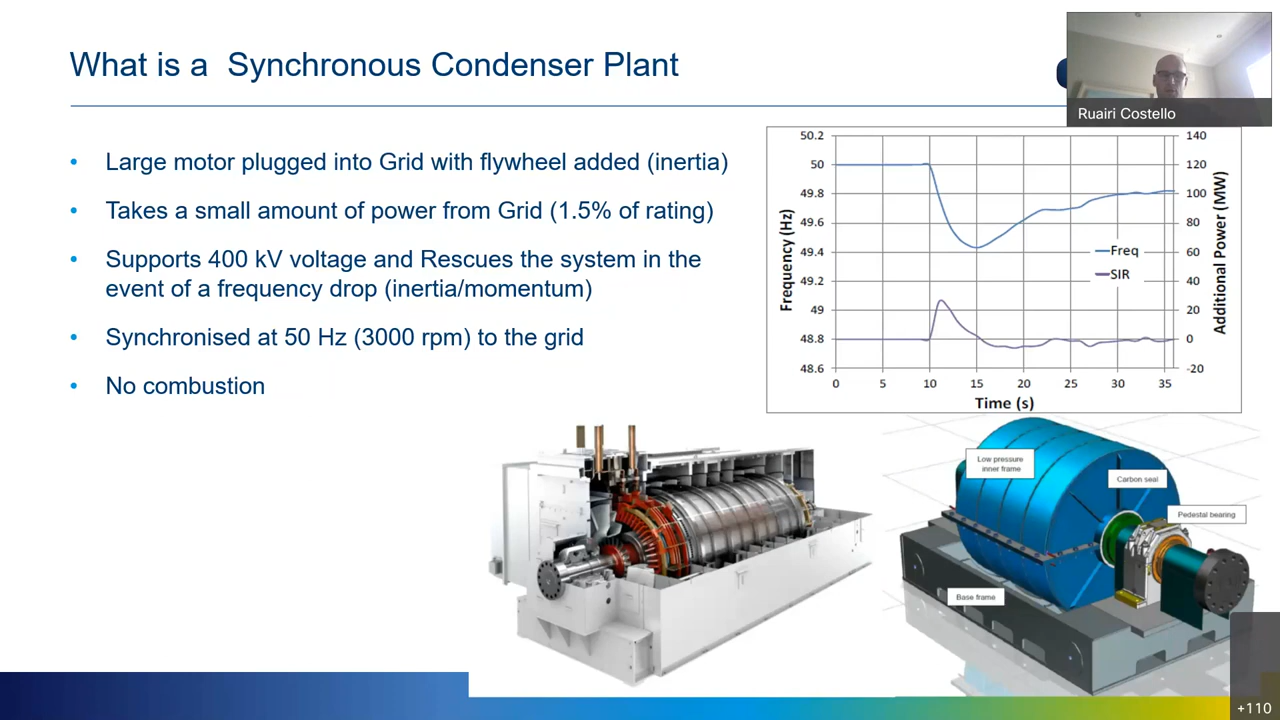 What is a  Synchronous Condenser Plant
Ruairi Costello
• Large motor plugged into Grid with flywheel added (inertia)
• Takes a small amount of power from Grid (1.5% of rating)
• Supports 400 kV voltage and Rescues the system in the
event of a frequency drop (inertia/momentum)
• Synchronised at 50 Hz (3000 rpm) to the grid
• No combustion
Frequency (Hz)
50.2
50
49.8
49.6
49.4
49.2
49
48.8
48.6
0 5 10 15 20 25 30 35
Time (s)
Freq
SIR
140
120
100
80
60
40
20
0
-20
Additional Power (MW)
Low pressure
inner frame
Carbon seal
Pedestal bearing
Base frame
+110